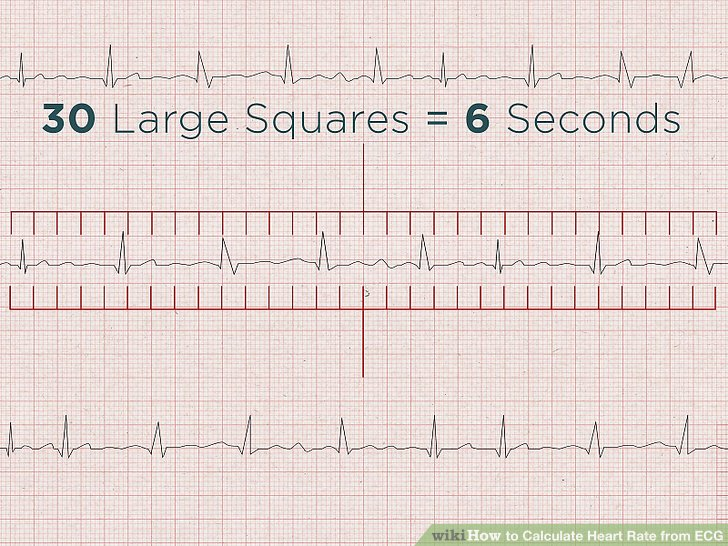 30 Large Squares = 6 Seconds
wikiHow to Calculate Heart Rate from ECG